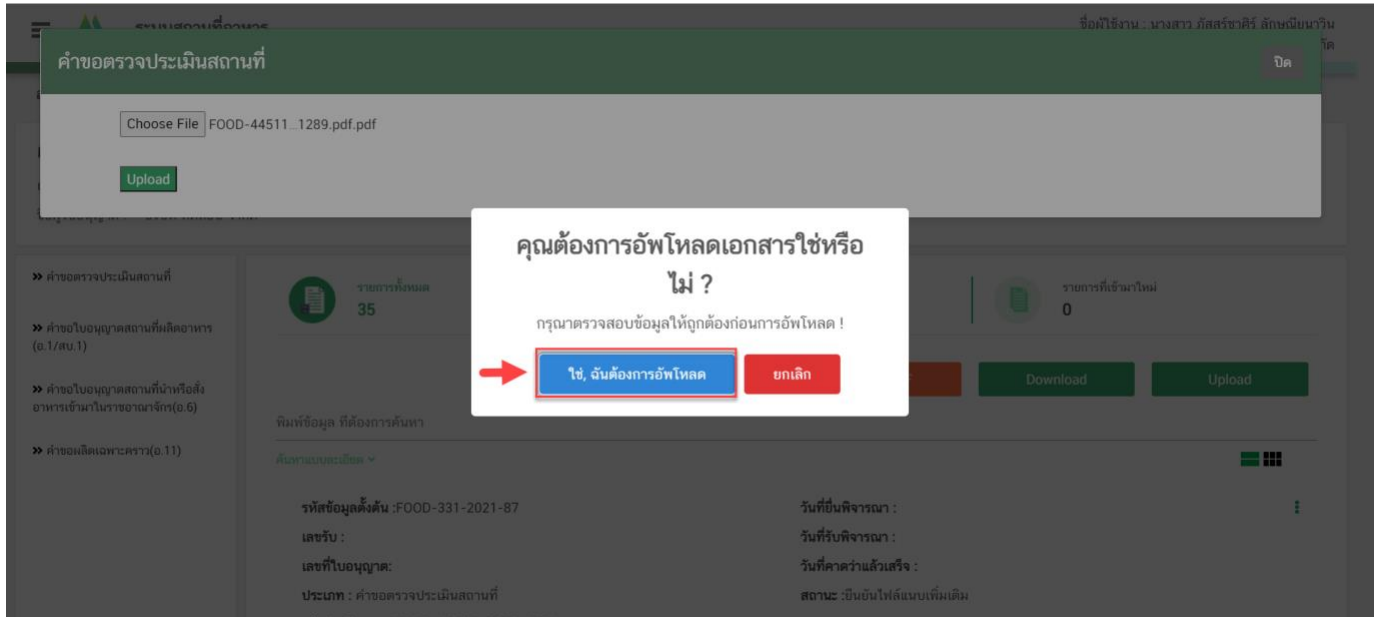 ระบบสถานที่อาหาร
ชื่อผู้ใช้งาน : นางสาว ภัสสร์ชาศิร์ ลักษณียนาวิน
คำขอตรวจประเมินสถานที่
ปิด
Choose File FOOD-44511...1289.pdf.pdf
Upload
คุณต้องการอัพโหลดเอกสารใช่หรือ
ไม่ ?
กรุณาตรวจสอบข้อมูลให้ถูกต้องก่อนการอัพโหลด !
ใช่, ฉันต้องการอัพโหลด
ยกเลิก
» คำขอตรวจประเมินสถานที่
» คำขอใบอนุญาตสถานที่ผลิตอาหาร
(อ.1/สบ.1)
» คำขอใบอนุญาตสถานที่นำหรือสั่ง
อาหารเข้ามาในราชอาณาจักร(อ.6)
» คำขอผลิตเฉพาะคราว(อ.11)
รายการทั้งหมด
35
รายการที่เข้ามาใหม่
0
Download
Upload
พิมพ์ข้อมูล ที่ต้องการค้นหา
ค้นหาแบบละเอียด
รหัสข้อมูลตั้งต้น :FOOD-331-2021-87
วันที่ยื่นพิจารณา :
เลขรับ :
วันที่รับพิจารณา :
เลขที่ใบอนุญาต:
วันที่คาดว่าแล้วเสร็จ :
ประเภท : คำขอตรวจประเมินสถานที่
สถานะ :ยืนยันไฟล์แนบเพิ่มเติม